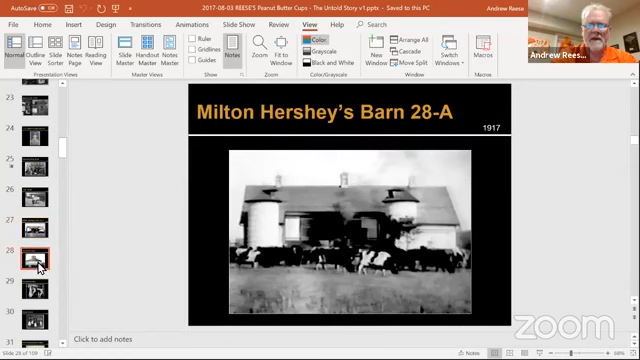 AutoSave Off
2017-08-03 REESE'S Peanut Butter Cups - The Untold Story v1.pptx - Saved to this PC
Andrew Reese
File Home Insert Design Transitions Animations Slide Show Review View Help Search
Normal Outline View Slide Sorter Notes Page Reading View
Slide Master Handout Master Notes Master
Ruler
Gridlines
Guides
Notes
Zoom Fit to Window
Color
Grayscale
Black and White
New Window
Arrange All
Cascade
Move Split
Switch Windows
Macros
Presentation Views Master Views Show Zoom Color/Grayscale Window Macros
Andrew Rees...
23
24
25
26
27
28
29
30
31
Milton Hershey's Barn 28-A
1917
Click to add notes
zoom
Slide 28 of 109
Notes
68%